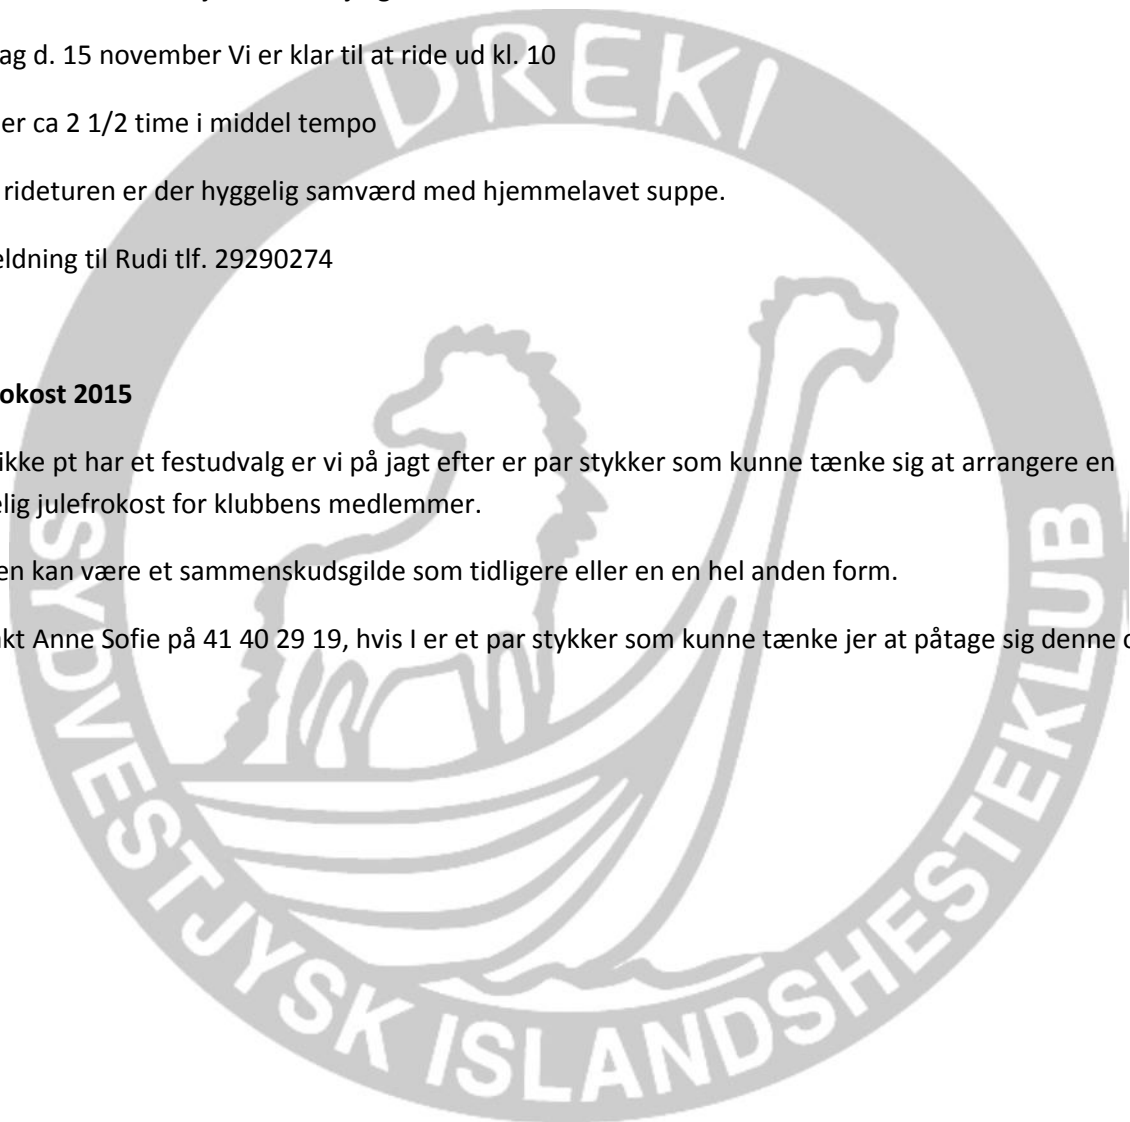 ag d. 15 november Vi er klar til at ride ud kl. 10
er ca 2 1/2 time i middel tempo
rideturen er der hyggelig samværd med hjemmelavet suppe.
eldning til Rudi tlf. 29290274
okost 2015
ikke pt har et festudvalg er vi på jagt efter er par stykker som kunne tænke sig at arrangere en
elig julefrokost for klubbens medlemmer.
en kan være et sammenskudsgilde som tidligere eller en en hel anden form.
akt Anne Sofie på 41 40 29 19, hvis I er et par stykker som kunne tænke jer at påtage sig denne
DREKI
SYDVESTJYSK ISLANDSHESTEKLUB